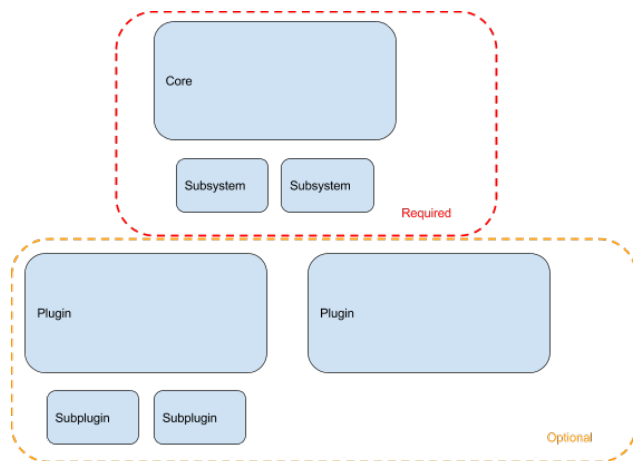 Core
Subsystem
Subsystem
Required
Plugin
Plugin
Subplugin
Subplugin
Optional